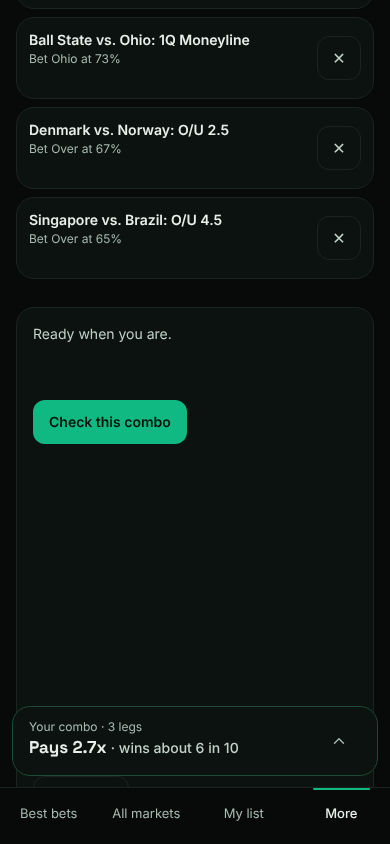 Ball State vs. Ohio: 1Q Moneyline
Bet Ohio at 73%
Denmark vs. Norway: O/U 2.5
Bet Over at 67%
Singapore vs. Brazil: O/U 4.5
Bet Over at 65%
Ready when you are.
Check this combo
Your combo · 3 legs
Pays 2.7x · wins about 6 in 10
Best bets All markets My list More